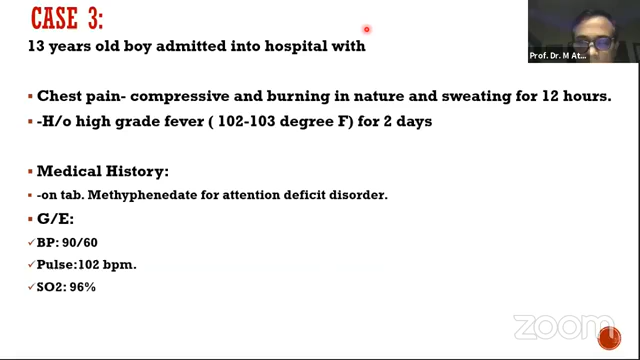 CASE 3:
13 years old boy admitted into hospital with
Chest pain- compressive and burning in nature and sweating for 12 hours.
-H/o high grade fever ( 102-103 degree F) for 2 days
Medical History:
-on tab. Methyphenedate for attention deficit disorder.
G/E:
BP: 90/60
Pulse:102 bpm.
SO2: 96%
Prof. Dr. M At...
zoom